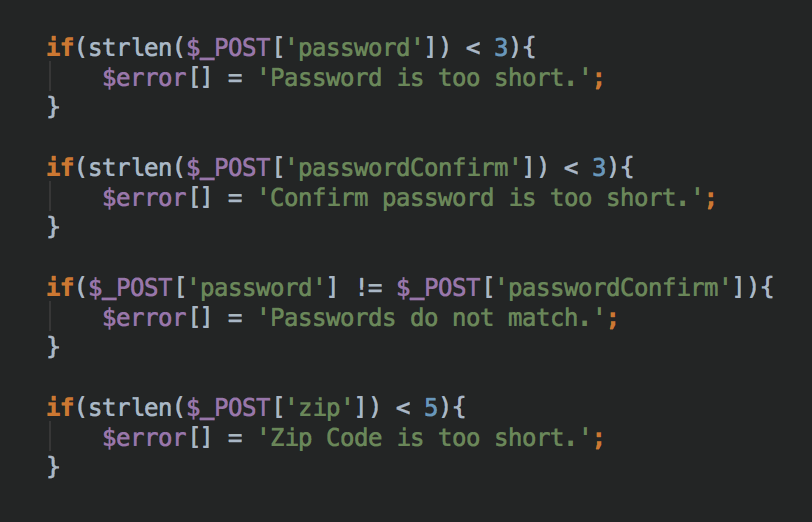 if(strlen($_POST['password']) < 3){
    $error[] = 'Password is too short.';
}
if(strlen($_POST['passwordConfirm']) < 3){
    $error[] = 'Confirm password is too short.';
}
if($_POST['password'] != $_POST['passwordConfirm']){
    $error[] = 'Passwords do not match.';
}
if(strlen($_POST['zip']) < 5){
    $error[] = 'Zip Code is too short.';
}